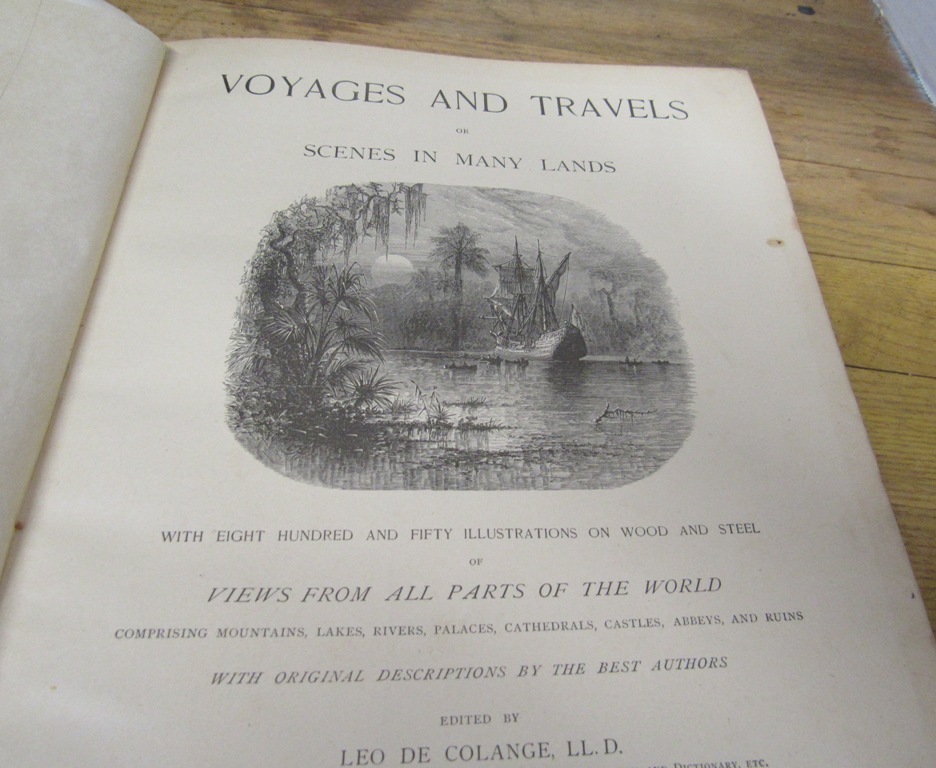 VOYAGES AND TRAVELS
OR
SCENES IN MANY LANDS
WITH EIGHT HUNDRED AND FIFTY ILLUSTRATIONS ON WOOD AND STEEL
OF
VIEWS FROM ALL PARTS OF THE WORLD
COMPRISING MOUNTAINS, LAKES, RIVERS, PALACES, CATHEDRALS, CASTLES, ABBEYS, AND RUINS
WITH ORIGINAL DESCRIPTIONS BY THE BEST AUTHORS
EDITED BY
LEO DE COLANGE, LL.D.
AND DICTIONARY, ETC.